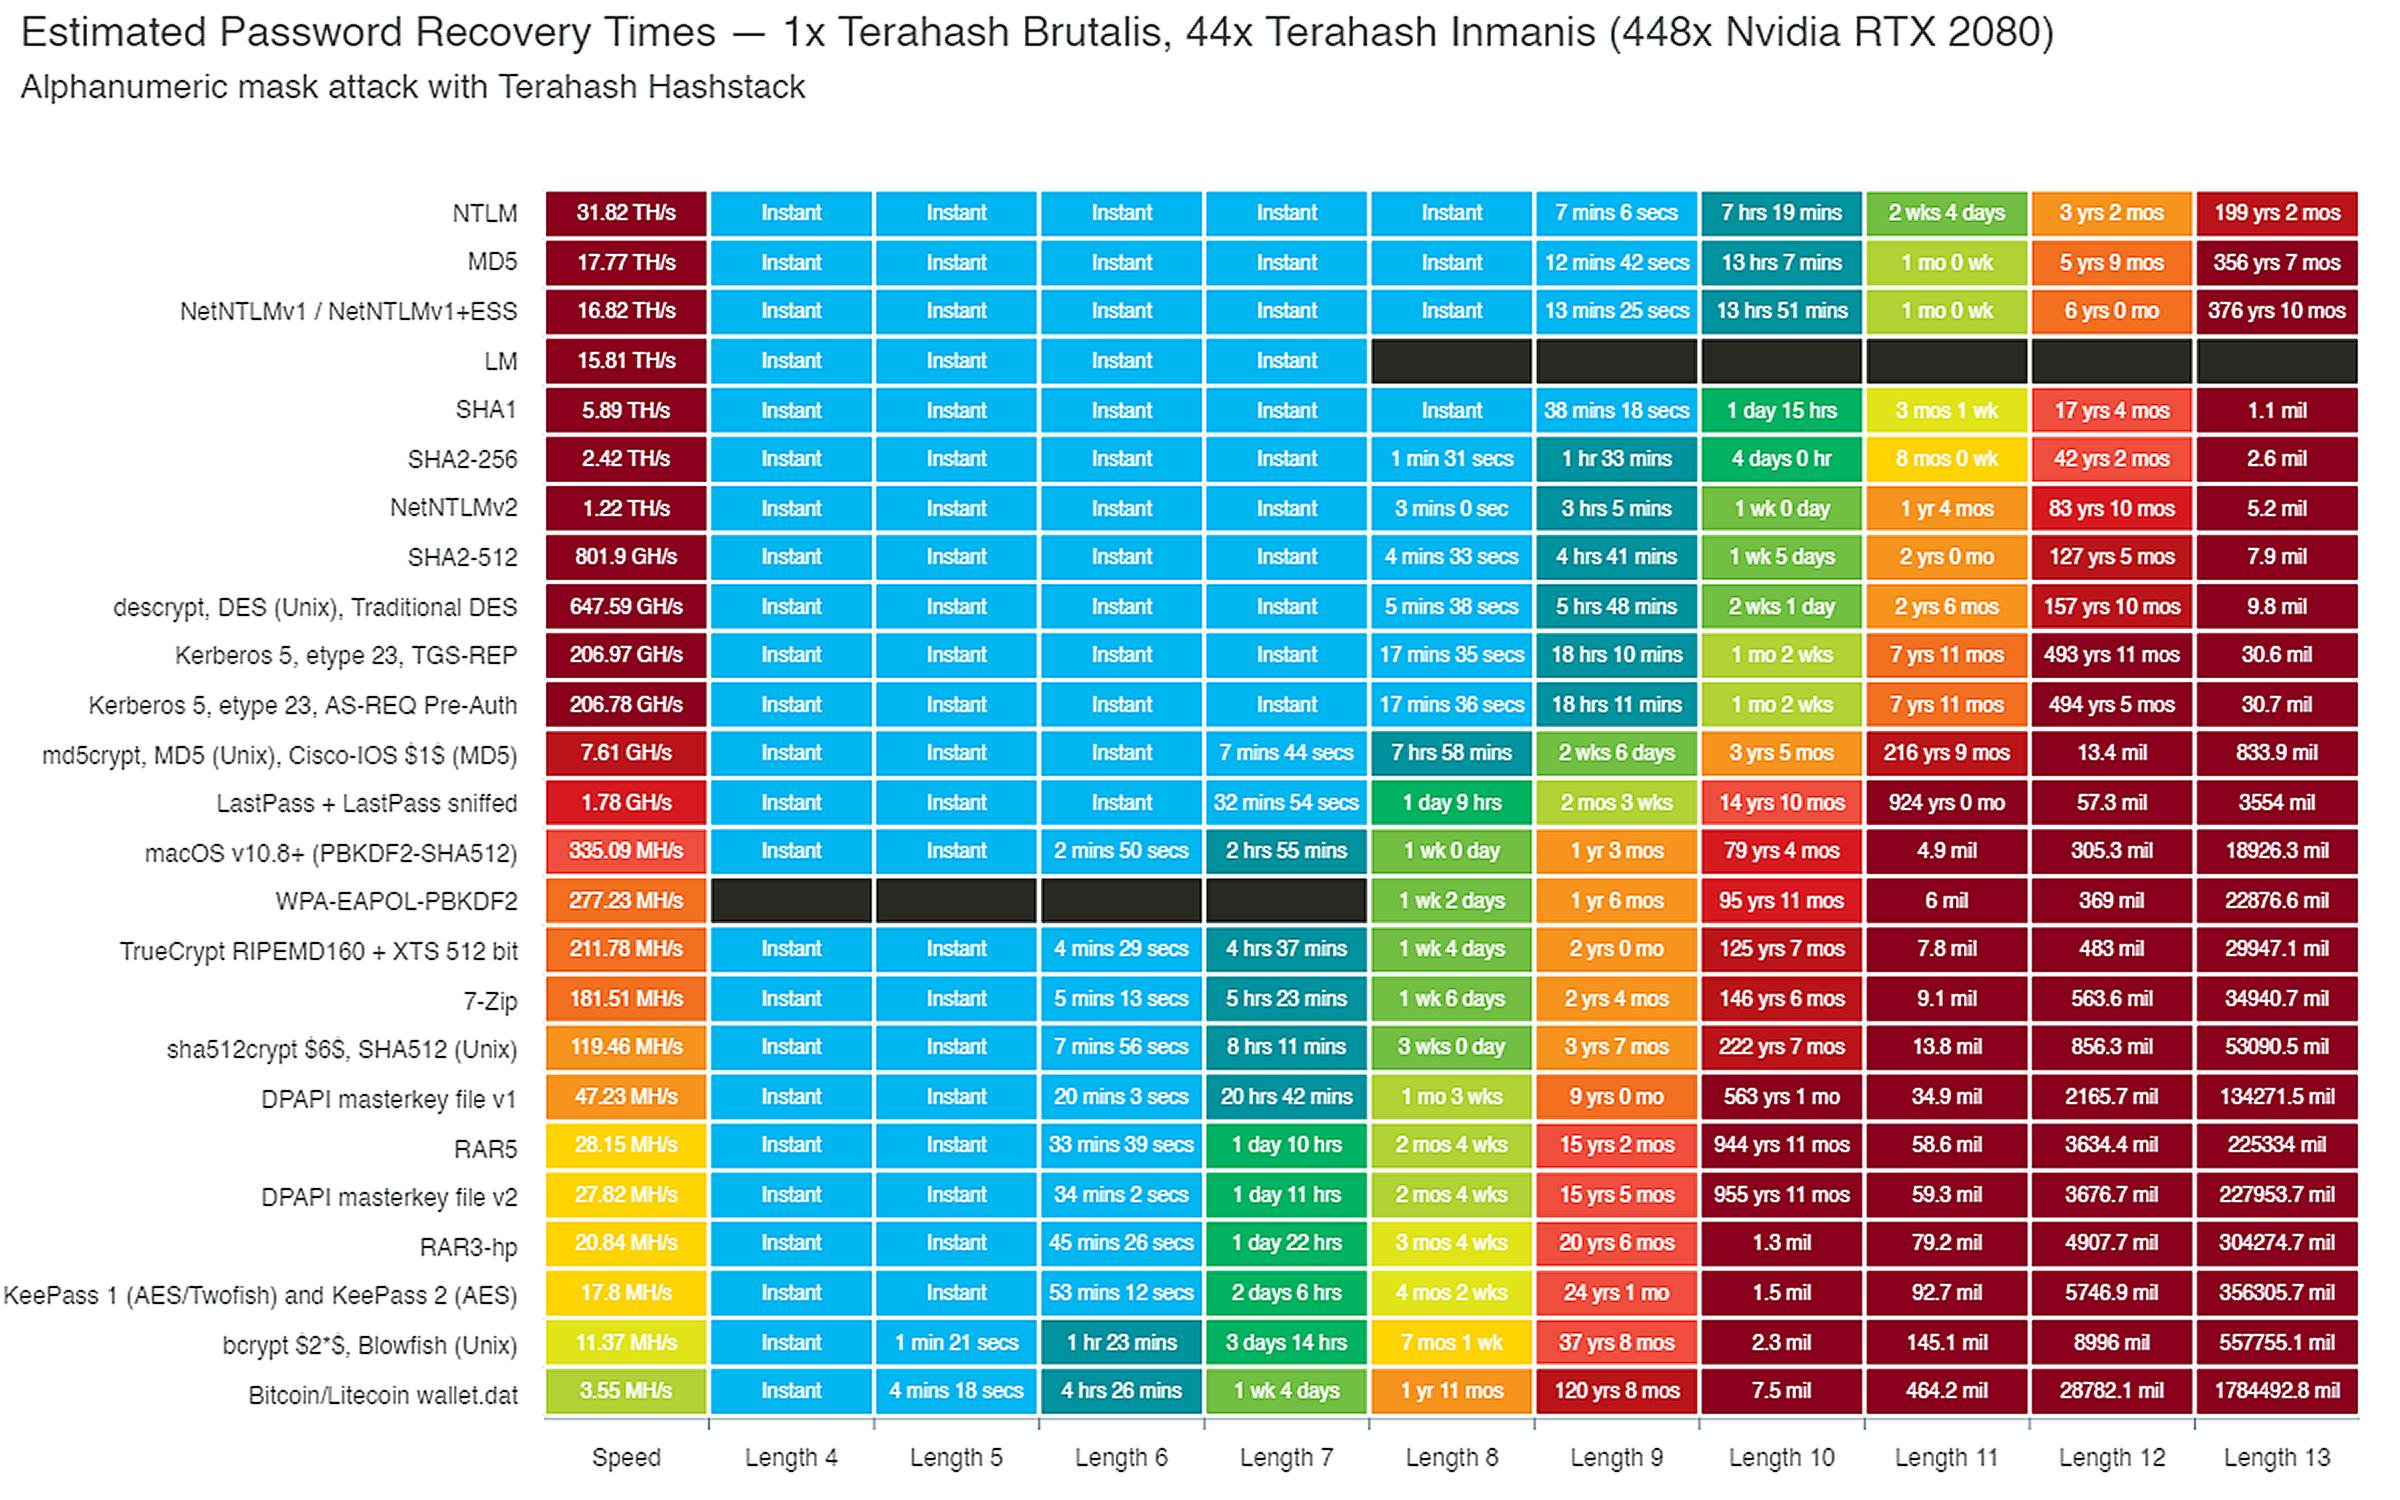 Estimated Password Recovery Times — 1x Terahash Brutalis, 44x Terahash Inmanis (448x Nvidia RTX 2080)
Alphanumeric mask attack with Terahash Hashstack
NTLM 31.82 TH/s Instant Instant Instant Instant Instant 7 mins 6 secs 7 hrs 19 mins 2 wks 4 days 3 yrs 2 mos 199 yrs 2 mos
MD5 17.77 TH/s Instant Instant Instant Instant Instant 12 mins 42 secs 13 hrs 7 mins 1 mo 0 wk 5 yrs 9 mos 356 yrs 7 mos
NetNTLMv1 / NetNTLMv1+ESS 16.82 TH/s Instant Instant Instant Instant Instant 13 mins 25 secs 13 hrs 51 mins 1 mo 0 wk 6 yrs 0 mo 376 yrs 10 mos
LM 15.81 TH/s Instant Instant Instant Instant
SHA1 5.89 TH/s Instant Instant Instant Instant Instant 38 mins 18 secs 1 day 15 hrs 3 mos 1 wk 17 yrs 4 mos 1.1 mil
SHA2-256 2.42 TH/s Instant Instant Instant Instant 1 min 31 secs 1 hr 33 mins 4 days 0 hr 8 mos 0 wk 42 yrs 2 mos 2.6 mil
NetNTLMv2 1.22 TH/s Instant Instant Instant Instant 3 mins 0 sec 3 hrs 5 mins 1 wk 0 day 1 yr 4 mos 83 yrs 10 mos 5.2 mil
SHA2-512 801.9 GH/s Instant Instant Instant Instant 4 mins 33 secs 4 hrs 41 mins 1 wk 5 days 2 yrs 0 mo 127 yrs 5 mos 7.9 mil
descrypt, DES (Unix), Traditional DES 647.59 GH/s Instant Instant Instant Instant 5 mins 38 secs 5 hrs 48 mins 2 wks 1 day 2 yrs 6 mos 157 yrs 10 mos 9.8 mil
Kerberos 5, etype 23, TGS-REP 206.97 GH/s Instant Instant Instant Instant 17 mins 35 secs 18 hrs 10 mins 1 mo 2 wks 7 yrs 11 mos 493 yrs 11 mos 30.6 mil
Kerberos 5, etype 23, AS-REQ Pre-Auth 206.78 GH/s Instant Instant Instant Instant 17 mins 36 secs 18 hrs 11 mins 1 mo 2 wks 7 yrs 11 mos 494 yrs 5 mos 30.7 mil
md5crypt, MD5 (Unix), Cisco-IOS $1$ (MD5) 7.61 GH/s Instant Instant Instant 7 mins 44 secs 7 hrs 58 mins 2 wks 6 days 3 yrs 5 mos 216 yrs 9 mos 13.4 mil 833.9 mil
LastPass + LastPass sniffed 1.78 GH/s Instant Instant Instant 32 mins 54 secs 1 day 9 hrs 2 mos 3 wks 14 yrs 10 mos 924 yrs 0 mo 57.3 mil 3554 mil
macOS v10.8+ (PBKDF2-SHA512) 335.09 MH/s Instant Instant 2 mins 50 secs 2 hrs 55 mins 1 wk 0 day 1 yr 3 mos 79 yrs 4 mos 4.9 mil 305.3 mil 18926.3 mil
WPA-EAPOL-PBKDF2 277.23 MH/s 1 wk 2 days 1 yr 6 mos 95 yrs 11 mos 6 mil 369 mil 22876.6 mil
TrueCrypt RIPEMD160 + XTS 512 bit 211.78 MH/s Instant Instant 4 mins 29 secs 4 hrs 37 mins 1 wk 4 days 2 yrs 0 mo 125 yrs 7 mos 7.8 mil 483 mil 29947.1 mil
7-Zip 181.51 MH/s Instant Instant 5 mins 13 secs 5 hrs 23 mins 1 wk 6 days 2 yrs 4 mos 146 yrs 6 mos 9.1 mil 563.6 mil 34940.7 mil
sha512crypt $6$, SHA512 (Unix) 119.46 MH/s Instant Instant 7 mins 56 secs 8 hrs 11 mins 3 wks 0 day 3 yrs 7 mos 222 yrs 7 mos 13.8 mil 856.3 mil 53090.5 mil
DPAPI masterkey file v1 47.23 MH/s Instant Instant 20 mins 3 secs 20 hrs 42 mins 1 mo 3 wks 9 yrs 0 mo 563 yrs 1 mo 34.9 mil 2165.7 mil 134271.5 mil
RAR5 28.15 MH/s Instant Instant 33 mins 39 secs 1 day 10 hrs 2 mos 4 wks 15 yrs 2 mos 944 yrs 11 mos 58.6 mil 3634.4 mil 225334 mil
DPAPI masterkey file v2 27.82 MH/s Instant Instant 34 mins 2 secs 1 day 11 hrs 2 mos 4 wks 15 yrs 5 mos 955 yrs 11 mos 59.3 mil 3676.7 mil 227953.7 mil
RAR3-hp 20.84 MH/s Instant Instant 45 mins 26 secs 1 day 22 hrs 3 mos 4 wks 20 yrs 6 mos 1.3 mil 79.2 mil 4907.7 mil 304274.7 mil
KeePass 1 (AES/Twofish) and KeePass 2 (AES) 17.8 MH/s Instant Instant 53 mins 12 secs 2 days 6 hrs 4 mos 2 wks 24 yrs 1 mo 1.5 mil 92.7 mil 5746.9 mil 356305.7 mil
bcrypt $2*$, Blowfish (Unix) 11.37 MH/s Instant 1 min 21 secs 1 hr 23 mins 3 days 14 hrs 7 mos 1 wk 37 yrs 8 mos 2.3 mil 145.1 mil 8996 mil 557755.1 mil
Bitcoin/Litecoin wallet.dat 3.55 MH/s Instant 4 mins 18 secs 4 hrs 26 mins 1 wk 4 days 1 yr 11 mos 120 yrs 8 mos 7.5 mil 464.2 mil 28782.1 mil 1784492.8 mil
Speed Length 4 Length 5 Length 6 Length 7 Length 8 Length 9 Length 10 Length 11 Length 12 Length 13